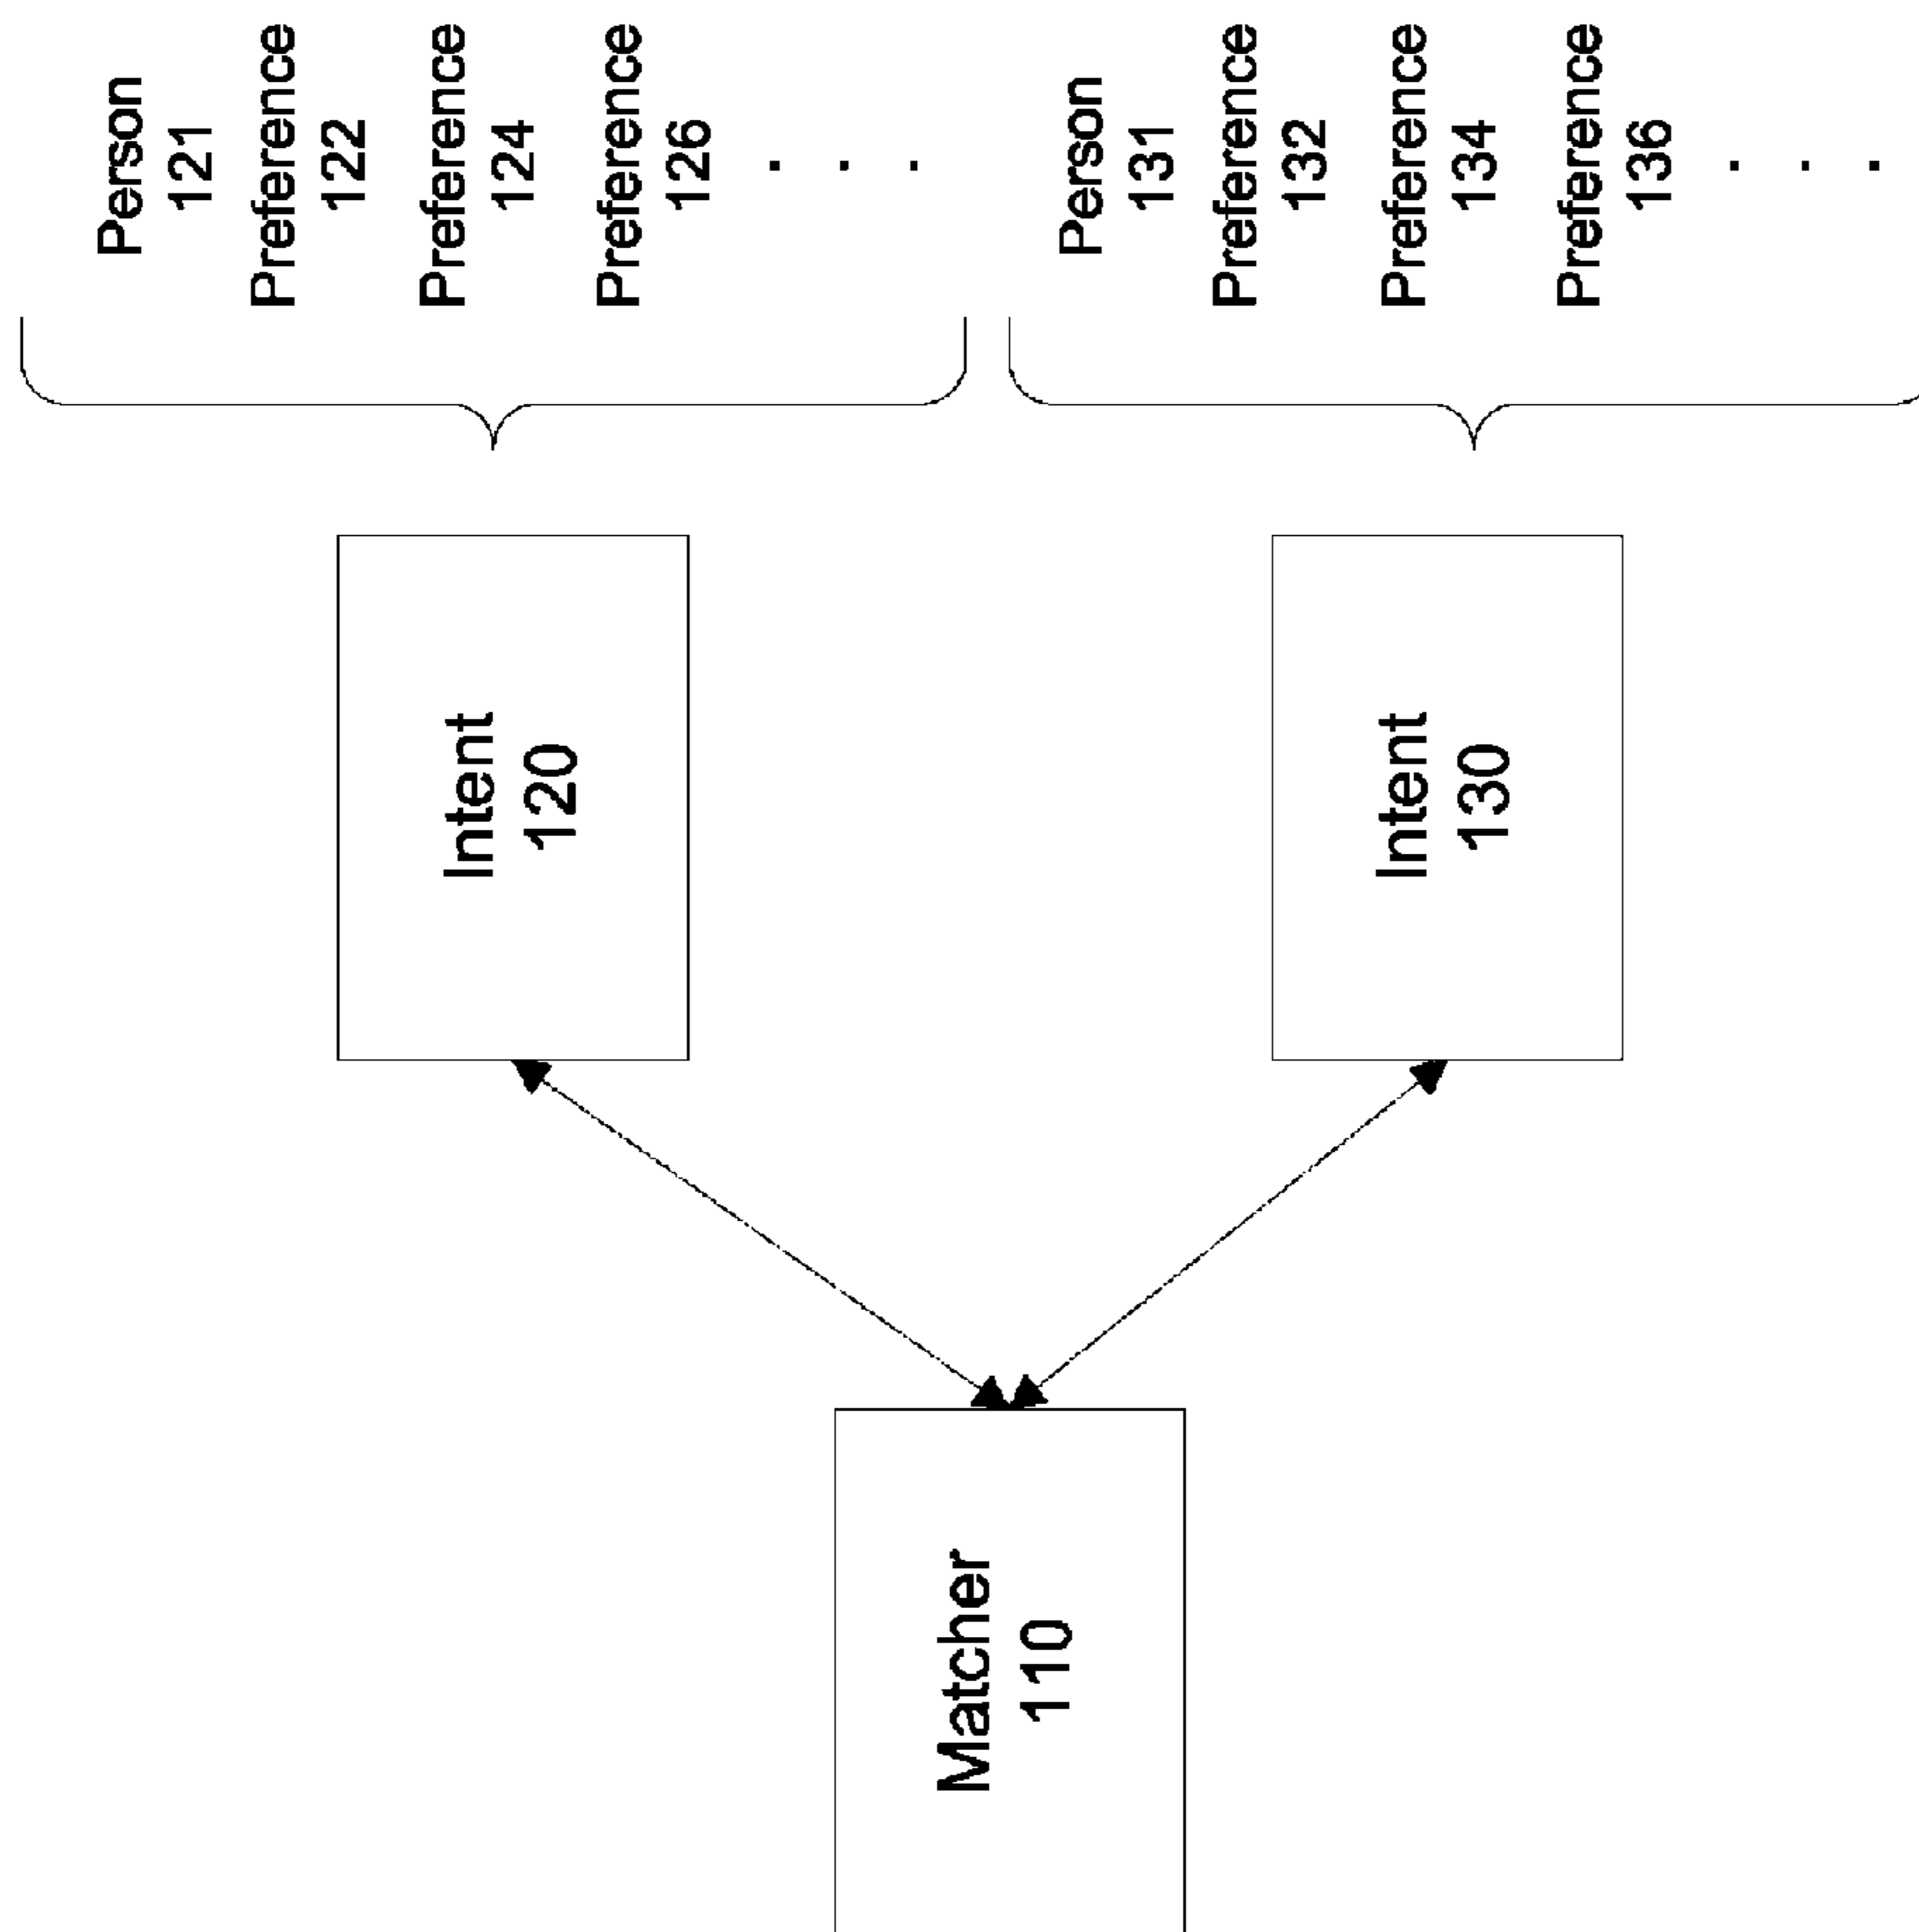 Matcher
110
Intent
120
Person
121
Preference
122
Preference
124
Preference
126
. . .
Intent
130
Person
131
Preference
132
Preference
134
Preference
136
. . .